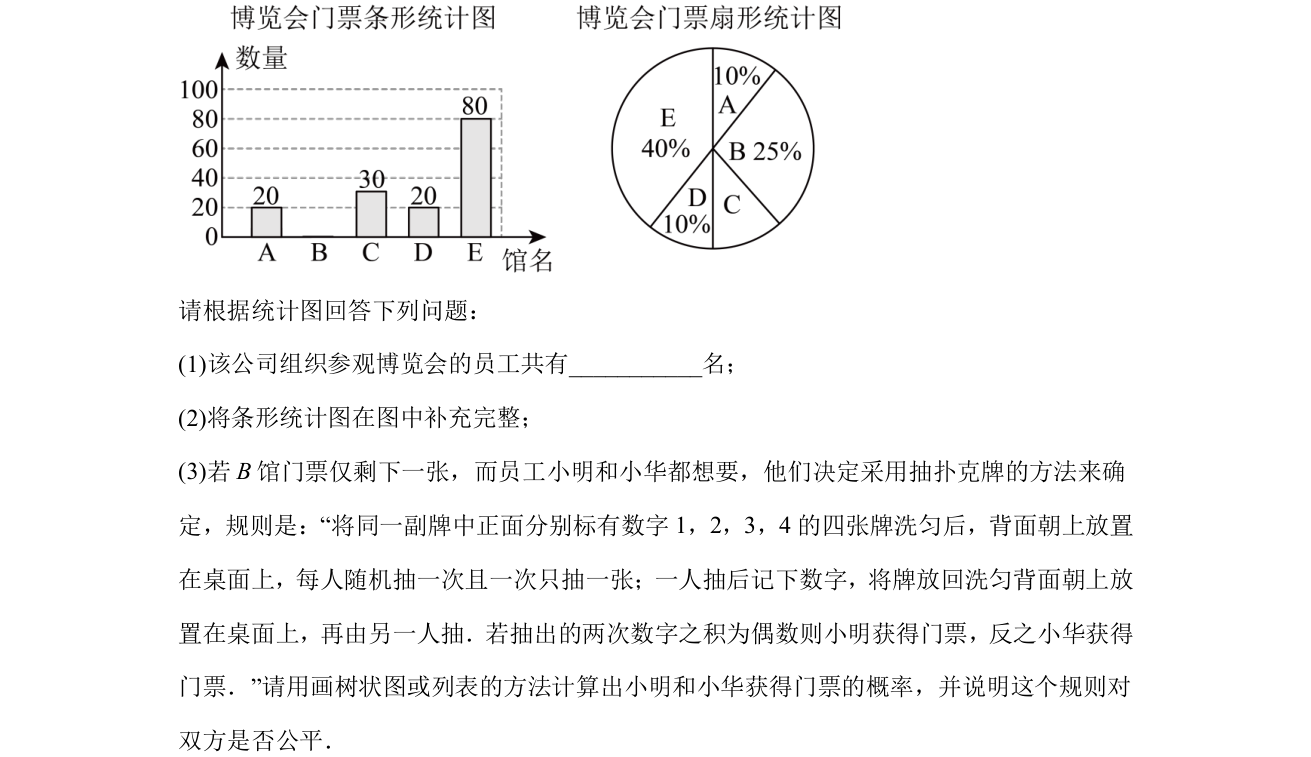 博览会门票条形统计图 博览会门票扇形统计图
数量
100
80
60
40
20
0
20
30
20
80
A B C D E
馆名
10%
A
B 25%
C
D
10%
E
40%
请根据统计图回答下列问题：
(1)该公司组织参观博览会的员工共有___________名；
(2)将条形统计图在图中补充完整；
(3)若 B 馆门票仅剩下一张，而员工小明和小华都想要，他们决定采用抽扑克牌的方法来确
定，规则是：“将同一副牌中正面分别标有数字 1，2，3，4 的四张牌洗匀后，背面朝上放置
在桌面上，每人随机抽一次且一次只抽一张；一人抽后记下数字，将牌放回洗匀背面朝上放
置在桌面上，再由另一人抽．若抽出的两次数字之积为偶数则小明获得门票，反之小华获得
门票．”请用画树状图或列表的方法计算出小明和小华获得门票的概率，并说明这个规则对
双方是否公平．